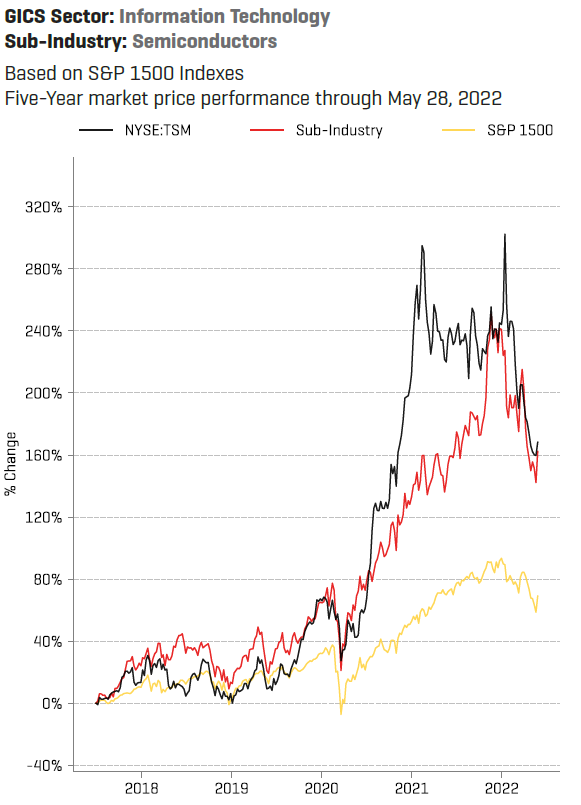 GICS Sector: Information Technology
Sub-Industry: Semiconductors
Based on S&P 1500 Indexes
Five-Year market price performance through May 28, 2022
NYSE:TSM Sub-Industry S&P 1500
320%
280%
240%
200%
160%
120%
80%
40%
0%
-40%
% Change
2018 2019 2020 2021 2022